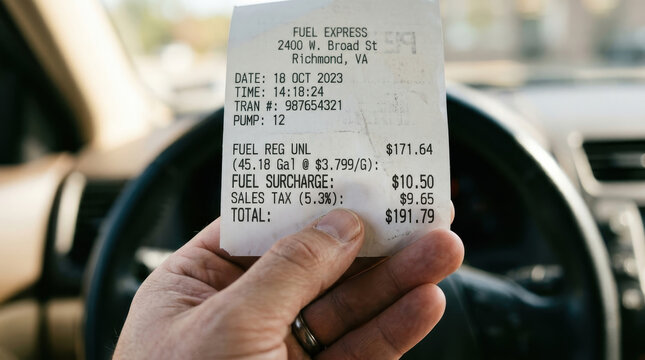 FUEL EXPRESS
2400 W. Broad St
Richmond, VA
DATE: 18 OCT 2023
TIME: 14:18:24
TRAN #: 987654321
PUMP: 12
FUEL REG UNL $171.64
(45.18 Gal @ $3.799/G):
FUEL SURCHARGE: $10.50
SALES TAX (5.3%): $9.65
TOTAL: $191.79